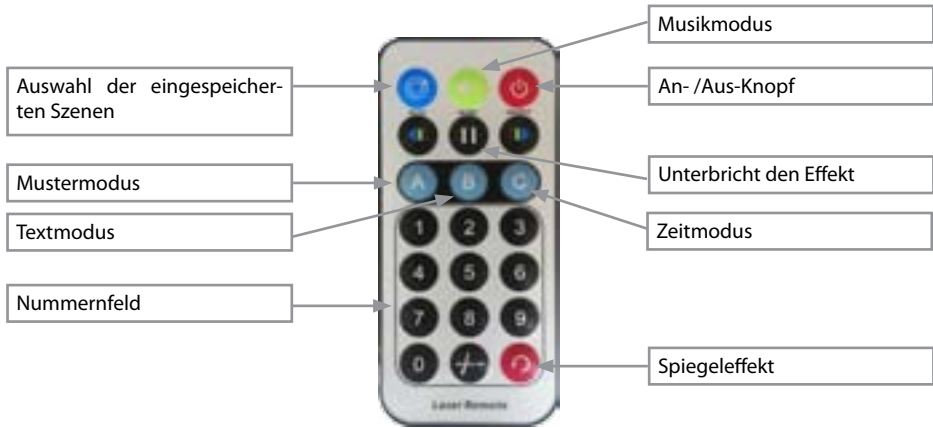 Musikmodus
Auswahl der eingespeicher-
ten Szenen
An- /Aus-Knopf
Unterbricht den Effekt
Mustermodus
A B C
Textmodus
Zeitmodus
1 2 3
4 5 6
Nummernfeld
7 8 9
0
Spiegeleffekt
Laser Remote